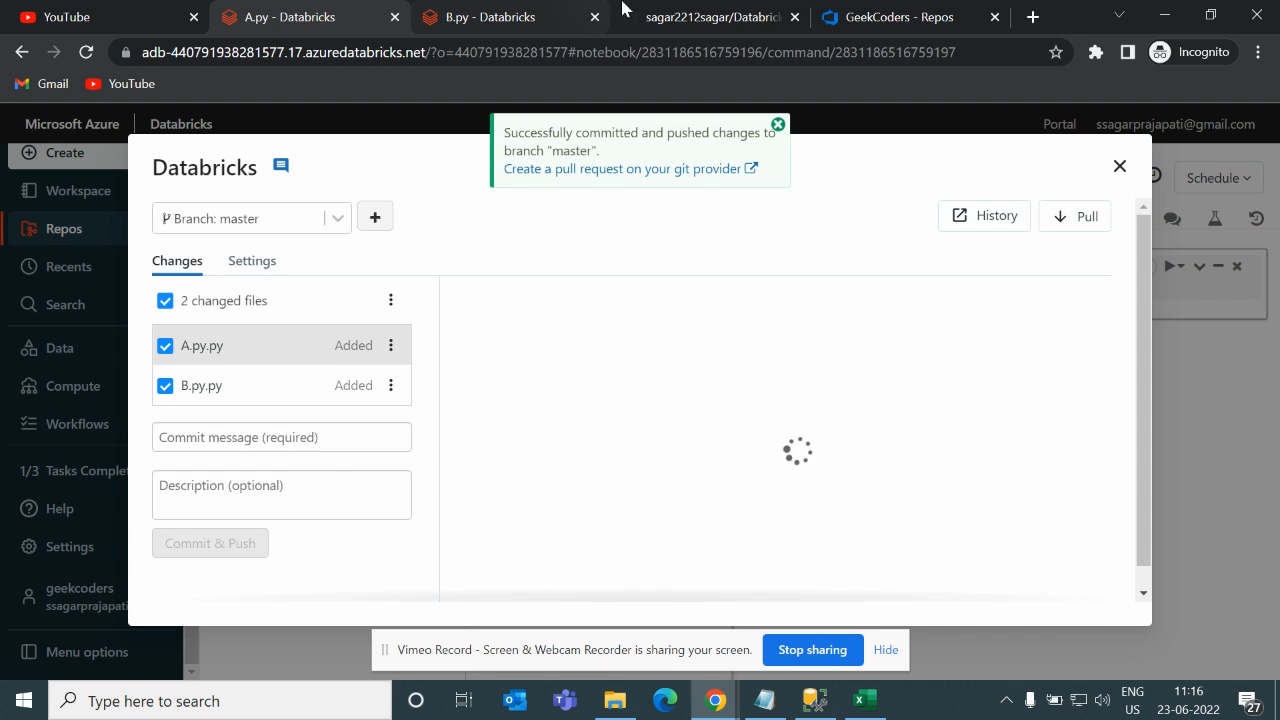 YouTube
A.py - Databricks
B.py - Databricks
sagar2212sagar/Databric
GeekCoders - Repos
adb-440791938281577.17.azuredatabricks.net/?o=440791938281577#notebook/2831186516759196/command/2831186516759197
Incognito
Gmail
YouTube
Microsoft Azure
Databricks
Portal
ssagarprajapati@gmail.com
Create
Workspace
Repos
Recents
Search
Data
Compute
Workflows
1/3 Tasks Complet
Help
Settings
geekcoders
ssagarprajapati
Menu options
Schedule
Successfully committed and pushed changes to
branch "master".
Create a pull request on your git provider
Databricks
Branch: master
+
History
Pull
Changes
Settings
2 changed files
A.py.py Added
B.py.py Added
Commit message (required)
Description (optional)
Commit & Push
Vimeo Record - Screen & Webcam Recorder is sharing your screen.
Stop sharing
Hide
Type here to search
ENG
US
11:16
23-06-2022
27